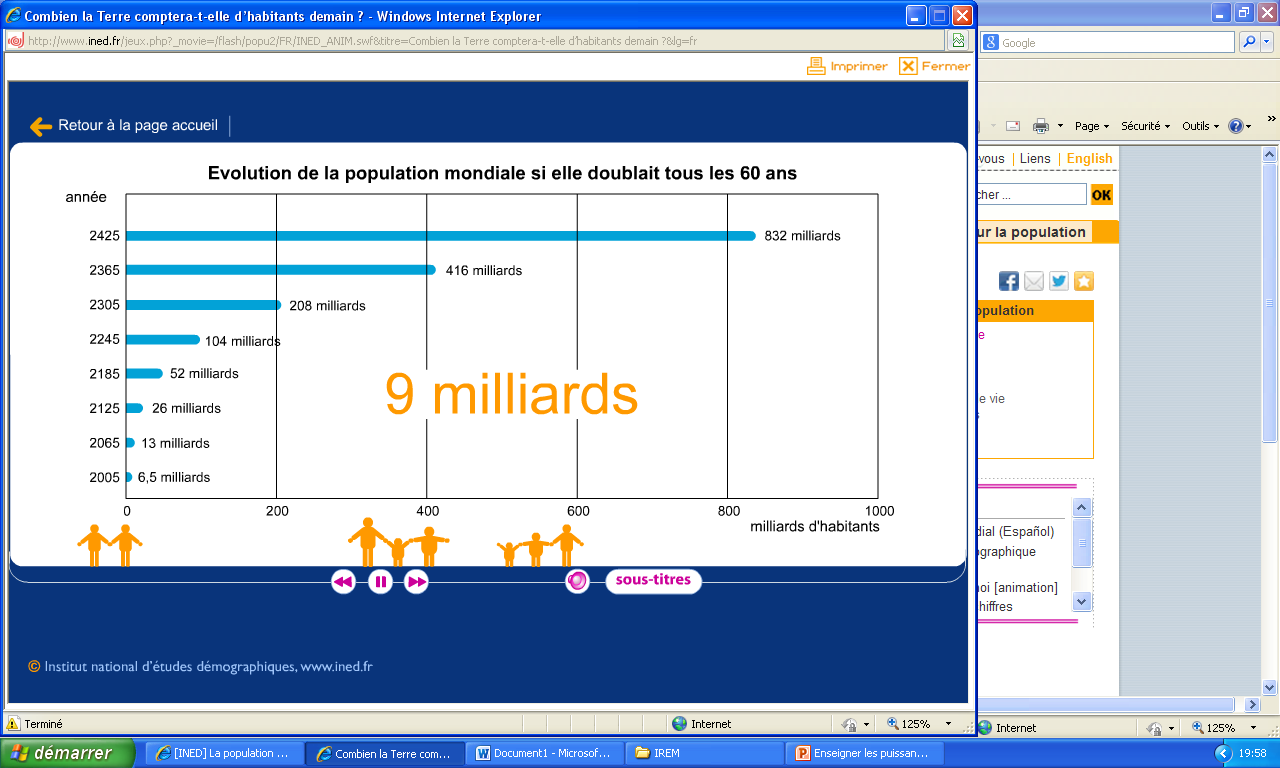 Combien la Terre comptera-t-elle d'habitants demain ? - Windows Internet Explorer
http://www.ined.fr/jeux.php?_movie=/flash/popu2/FR/INED_ANIM.swf&titre=Combien la Terre comptera-t-elle d'habitants demain ?&lg=fr
Google
Imprimer Fermer
Page Sécurité Outils »
Retour à la page accueil
vous | Liens | English
cher ... OK
ur la population
opulation
e
e vie
s
dial (Español)
ographique
noi [animation]
chiffres
Evolution de la population mondiale si elle doublait tous les 60 ans
année
2425 832 milliards
2365 416 milliards
2305 208 milliards
2245 104 milliards
2185 52 milliards
9 milliards
2125 26 milliards
2065 13 milliards
2005 6,5 milliards
0 200 400 600 800 1000
milliards d'habitants
sous-titres
© Institut national d'études démographiques, www.ined.fr
Terminé Internet 125%
Internet 125%
démarrer [INED] La population ... Combien la Terre com... Document1 - Microsof... IREM Enseigner les puissan... 19:58